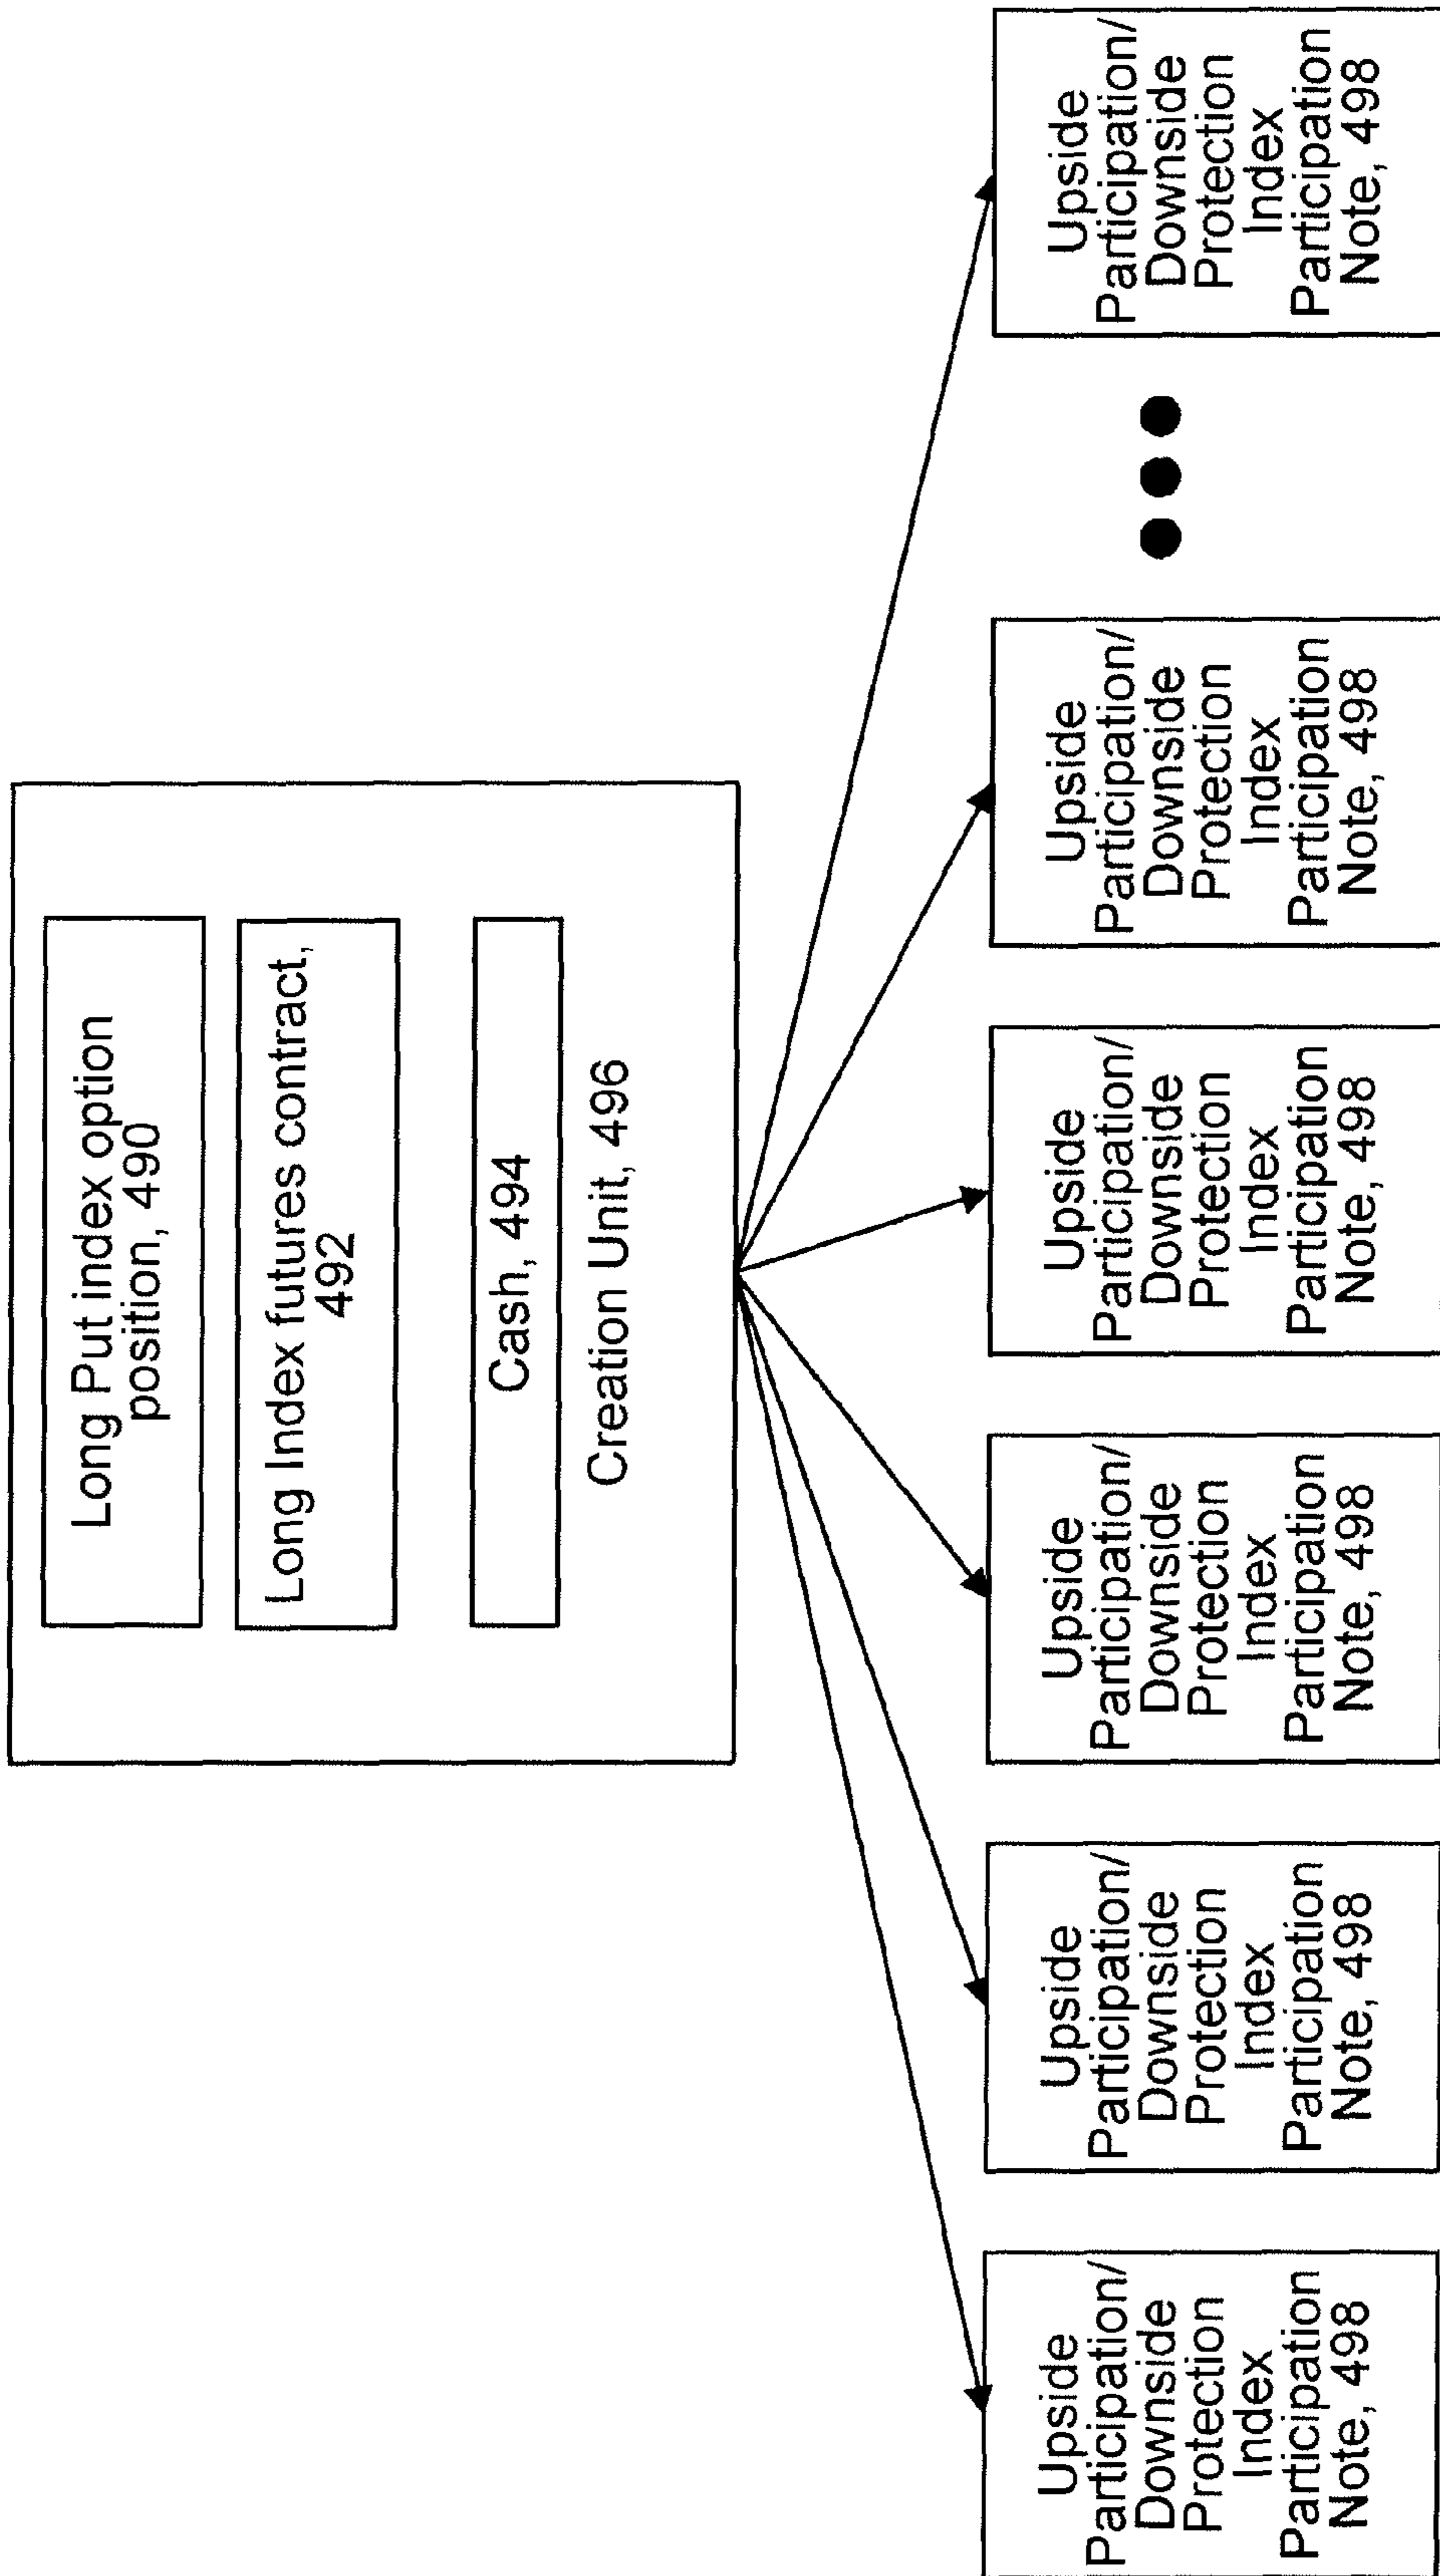 Long Put index option
position, 490
Long Index futures contract,
492
Cash, 494
Creation Unit, 496
Upside
Participation/
Downside
Protection
Index
Participation
Note, 498
Upside
Participation/
Downside
Protection
Index
Participation
Note, 498
Upside
Participation/
Downside
Protection
Index
Participation
Note, 498
Upside
Participation/
Downside
Protection
Index
Participation
Note, 498
Upside
Participation/
Downside
Protection
Index
Participation
Note, 498
Upside
Participation/
Downside
Protection
Index
Participation
Note, 498